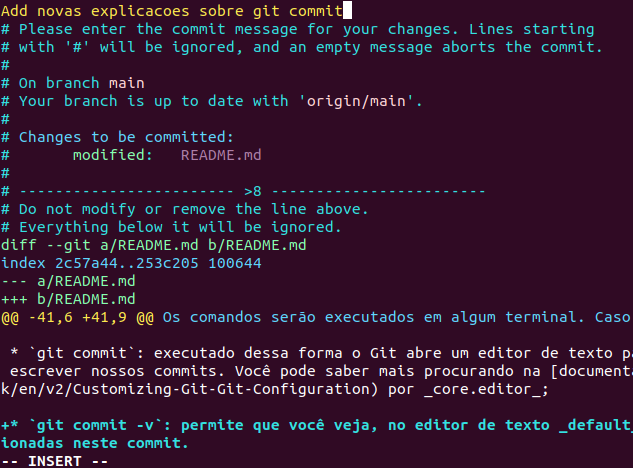 Add novas explicacoes sobre git commit
# Please enter the commit message for your changes. Lines starting
# with '#' will be ignored, and an empty message aborts the commit.
#
# On branch main
# Your branch is up to date with 'origin/main'.
#
# Changes to be committed:
#       modified:   README.md
#
# ------------------------ >8 ------------------------
# Do not modify or remove the line above.
# Everything below it will be ignored.
diff --git a/README.md b/README.md
index 2c57a44..253c205 100644
--- a/README.md
+++ b/README.md
@@ -41,6 +41,9 @@ Os comandos serão executados em algum terminal. Caso
 * `git commit`: executado dessa forma o Git abre um editor de texto pa
 escrever nossos commits. Você pode saber mais procurando na [documenta
k/en/v2/Customizing-Git-Git-Configuration) por _core.editor_;
+* `git commit -v`: permite que você veja, no editor de texto _default_
ionadas neste commit.
-- INSERT --